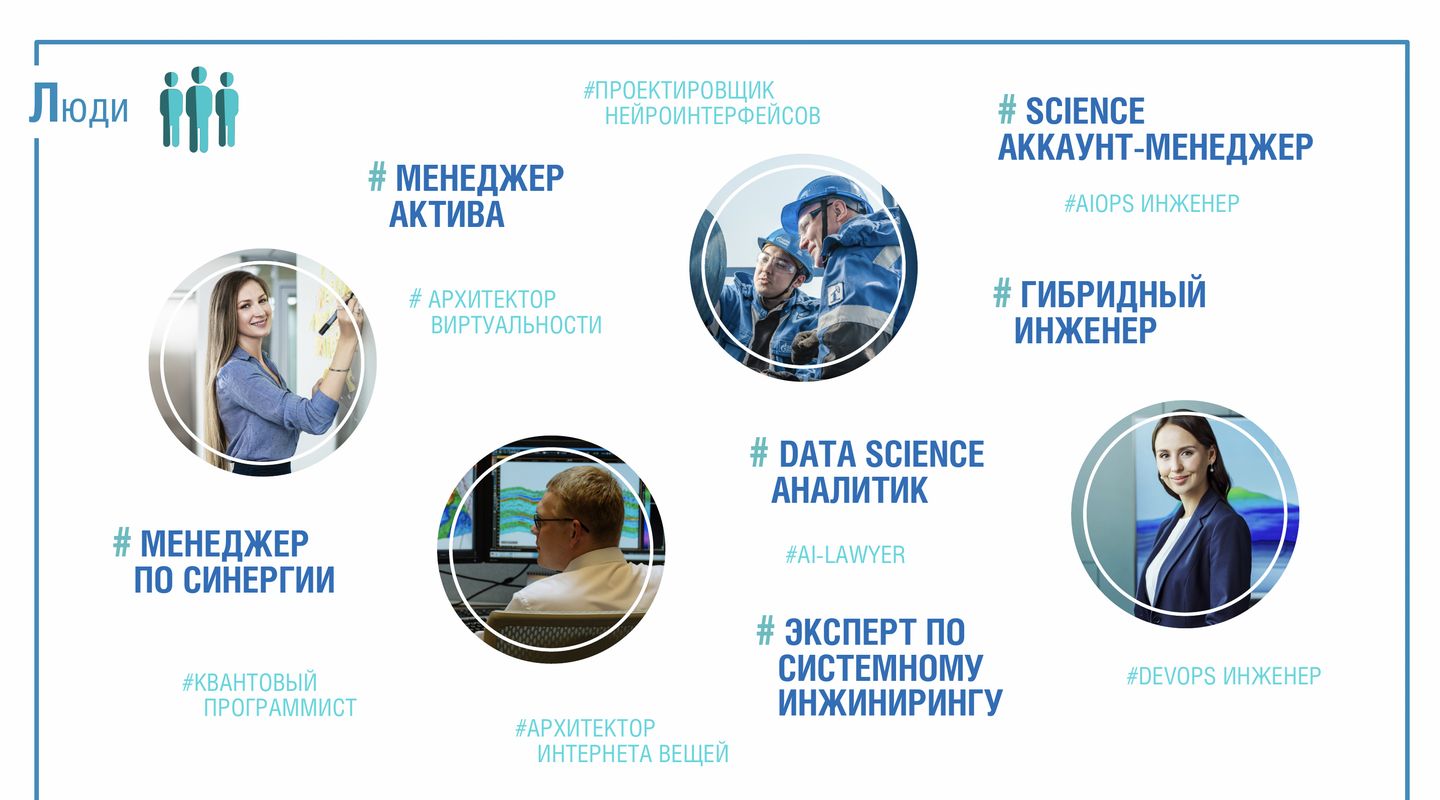 Люди
#ПРОЕКТИРОВЩИК
НЕЙРОИНТЕРФЕЙСОВ
# SCIENCE
АККАУНТ-МЕНЕДЖЕР
# МЕНЕДЖЕР
АКТИВА
#AIOPS ИНЖЕНЕР
# АРХИТЕКТОР
ВИРТУАЛЬНОСТИ
# ГИБРИДНЫЙ
ИНЖЕНЕР
# DATA SCIENCE
АНАЛИТИК
# МЕНЕДЖЕР
ПО СИНЕРГИИ
#AI-LAWYER
# ЭКСПЕРТ ПО
СИСТЕМНОМУ
ИНЖИНИРИНГУ
#КВАНТОВЫЙ
ПРОГРАММИСТ
#DEVOPS ИНЖЕНЕР
#АРХИТЕКТОР
ИНТЕРНЕТА ВЕЩЕЙ